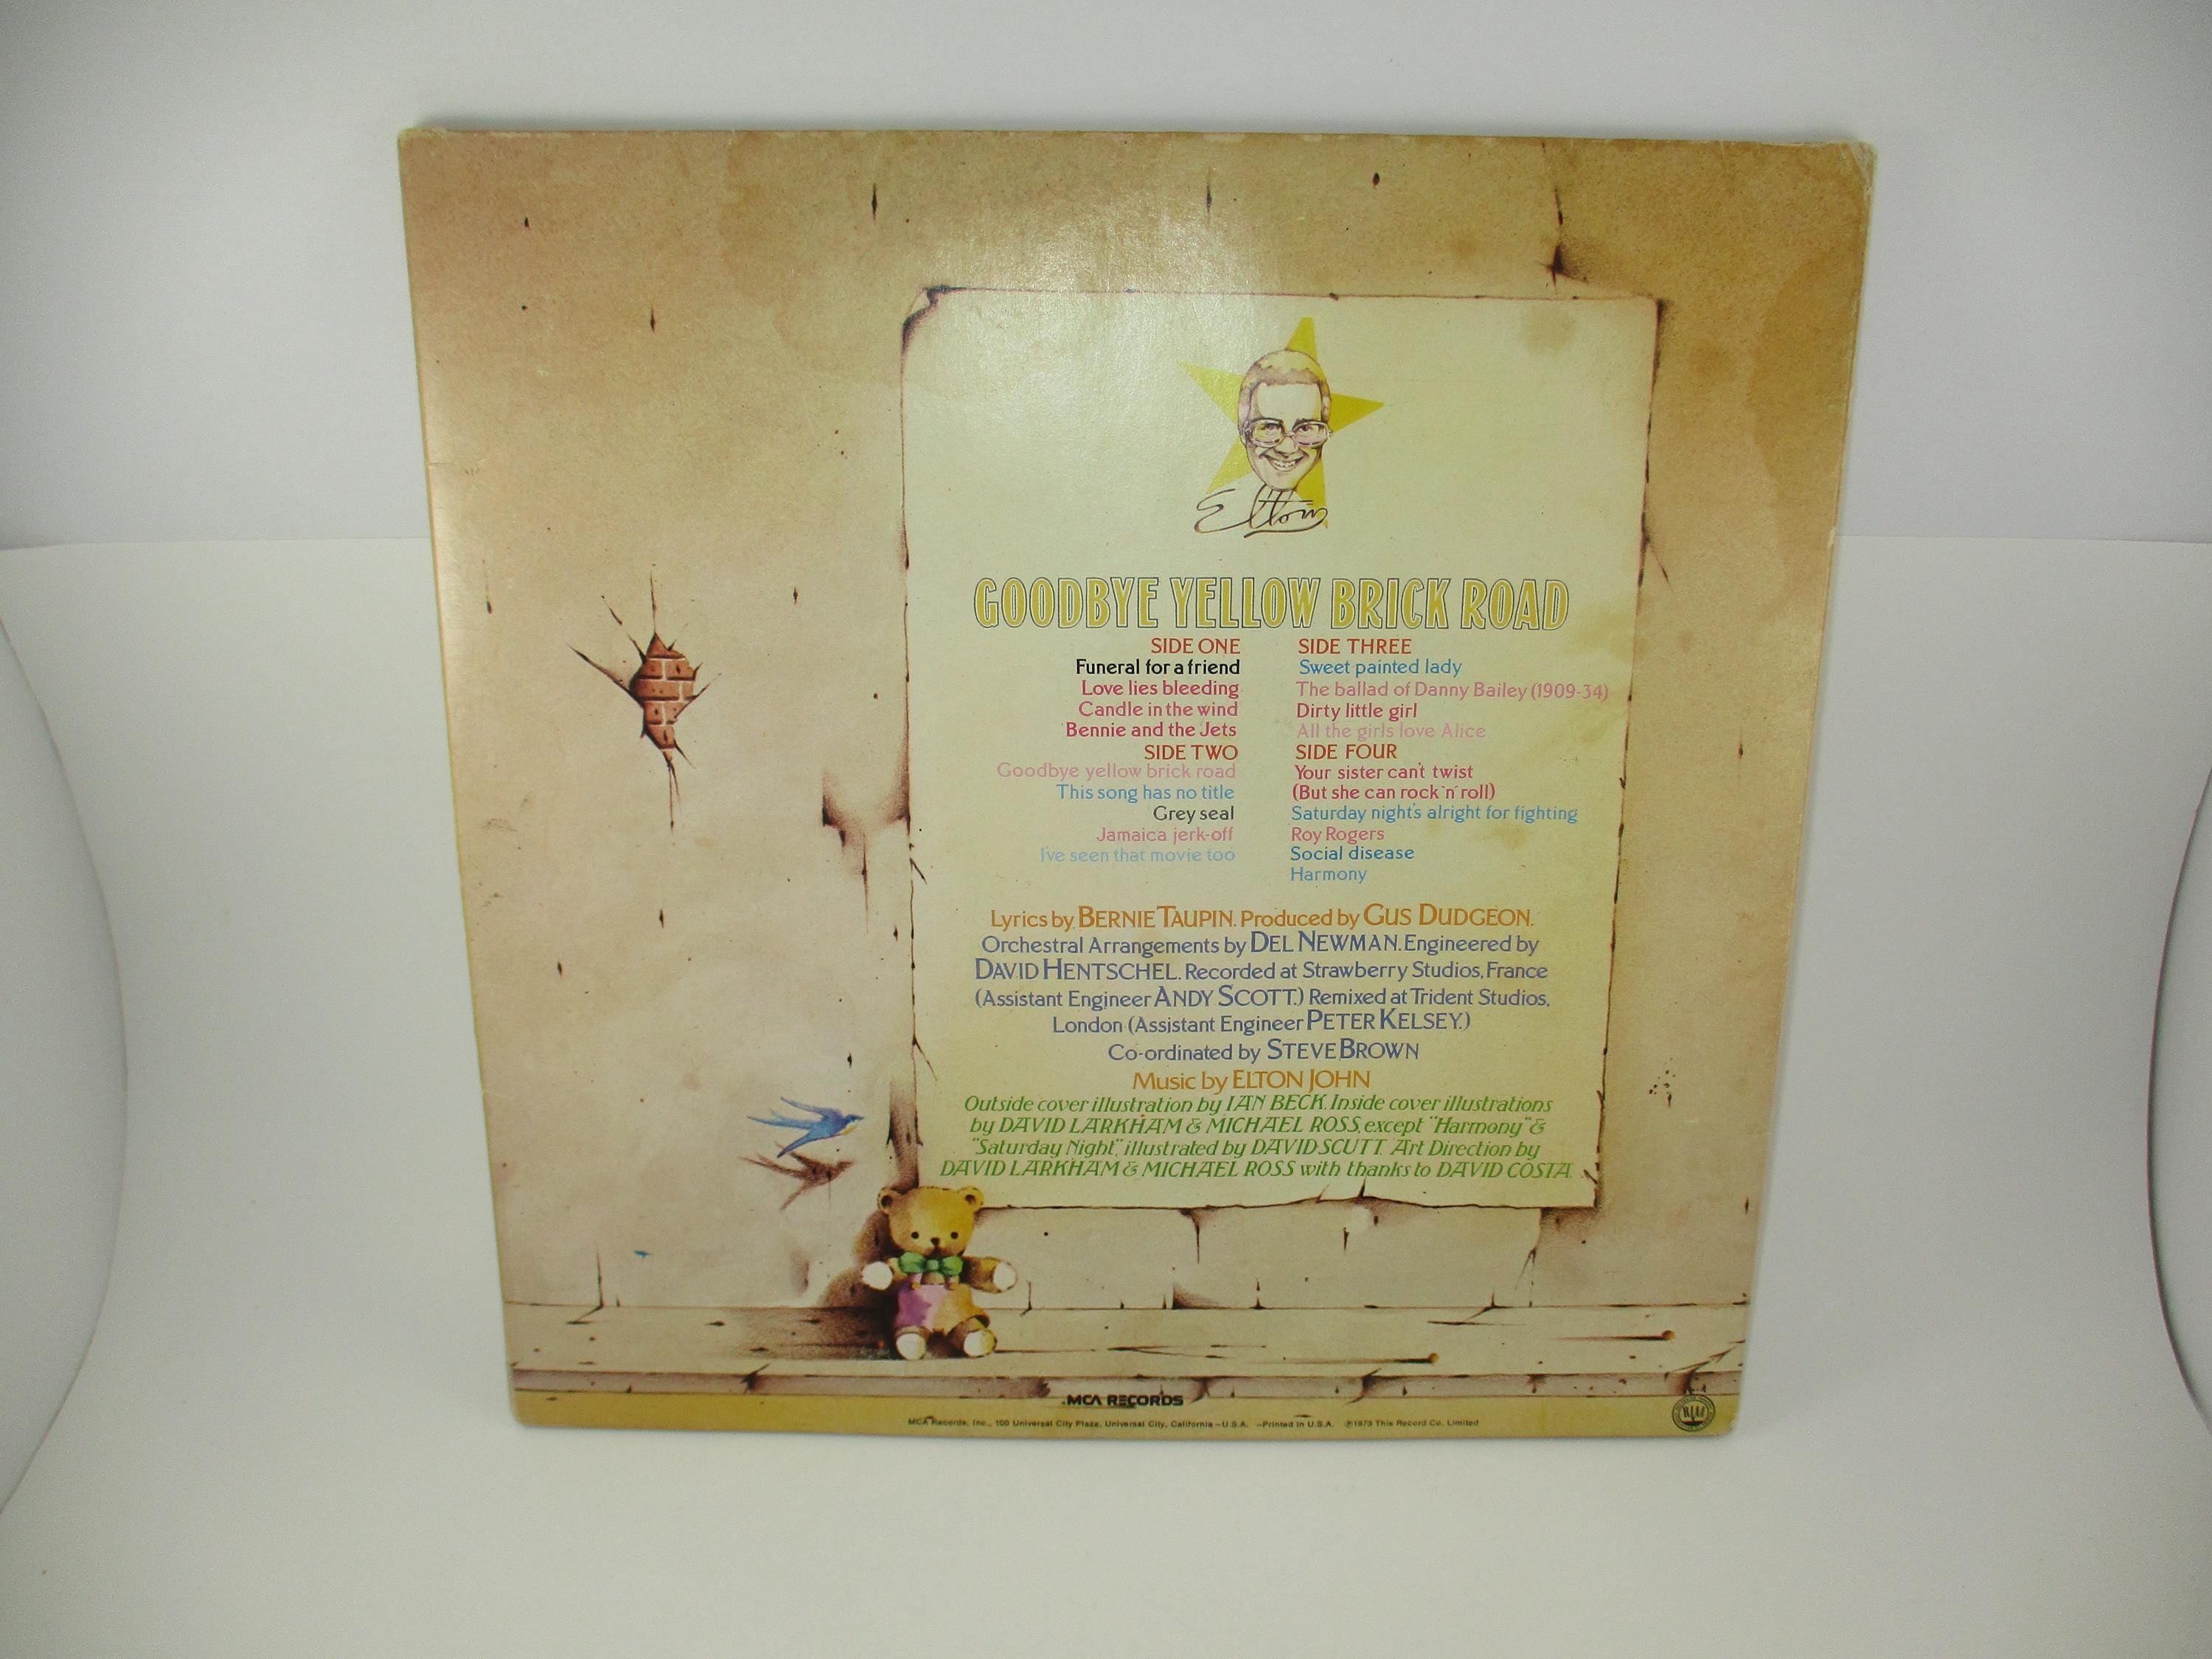 Elton
GOODBYE YELLOW BRICK ROAD
SIDE ONE
Funeral for a friend
Love lies bleeding
Candle in the wind
Bennie and the Jets
SIDE TWO
Goodbye yellow brick road
This song has no title
Grey seal
Jamaica jerk-off
I've seen that movie too
SIDE THREE
Sweet painted lady
The ballad of Danny Bailey (1909-34)
Dirty little girl
All the girls love Alice
SIDE FOUR
Your sister can't twist
(But she can rock 'n' roll)
Saturday night's alright for fighting
Roy Rogers
Social disease
Harmony
Lyrics by BERNIE TAUPIN. Produced by GUS DUDGEON.
Orchestral Arrangements by DEL NEWMAN. Engineered by
DAVID HENTSCHEL. Recorded at Strawberry Studios, France
(Assistant Engineer ANDY SCOTT.) Remixed at Trident Studios,
London (Assistant Engineer PETER KELSEY.)
Co-ordinated by STEVE BROWN
Music by ELTON JOHN
Outside cover illustration by IAN BECK. Inside cover illustrations
by DAVID LARKHAM & MICHAEL ROSS, except "Harmony" &
"Saturday Night," illustrated by DAVID SCUTT. Art Direction by
DAVID LARKHAM & MICHAEL ROSS with thanks to DAVID COSTA.
MCA RECORDS
MCA Records, Inc., 100 Universal City Plaza, Universal City, California – U.S.A. –Printed in U.S.A. ℗1973 This Record Co. Limited